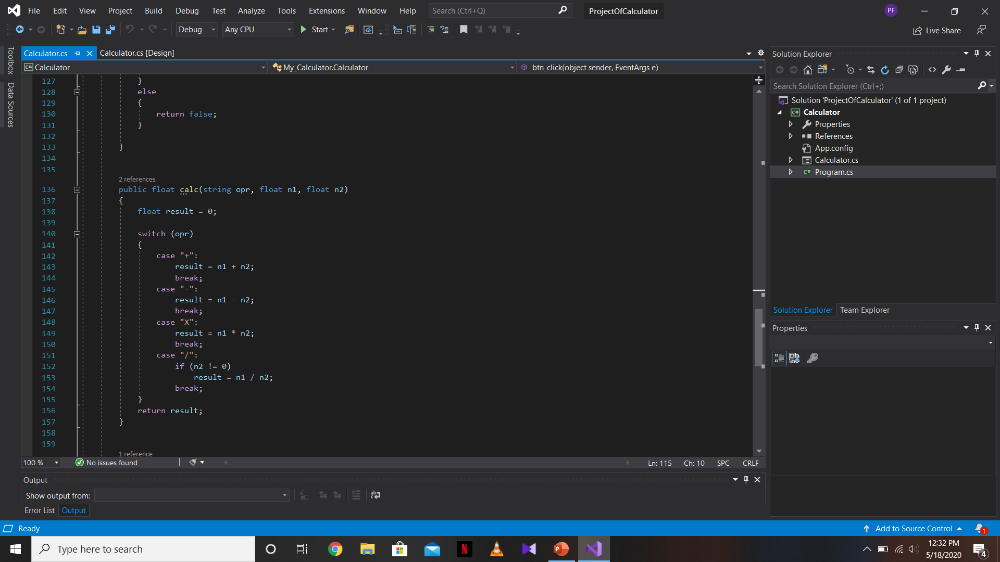 File Edit View Project Build Debug Test Analyze Tools Extensions Window Help Search (Ctrl+Q) ProjectOfCalculator PF
Debug Any CPU Start Live Share
Toolbox
Data Sources
Calculator.cs Calculator.cs [Design]
C# Calculator My_Calculator.Calculator btn_click(object sender, EventArgs e)
127 }
128 else
129 {
130 return false;
131 }
132
133 }
134
135
2 references
136 public float calc(string opr, float n1, float n2)
137 {
138 float result = 0;
139
140 switch (opr)
141 {
142 case "+":
143 result = n1 + n2;
144 break;
145 case "-":
146 result = n1 - n2;
147 break;
148 case "X":
149 result = n1 * n2;
150 break;
151 case "/":
152 if (n2 != 0)
153 result = n1 / n2;
154 break;
155 }
156 return result;
157 }
158
159
1 reference
100 % No issues found Ln: 115 Ch: 10 SPC CRLF
Output
Show output from:
Error List Output
Solution Explorer
Search Solution Explorer (Ctrl+;)
Solution 'ProjectOfCalculator' (1 of 1 project)
C# Calculator
Properties
References
App.config
Calculator.cs
C# Program.cs
Solution Explorer Team Explorer
Properties
Ready Add to Source Control 1
Type here to search
N
P
12:32 PM
5/18/2020
4